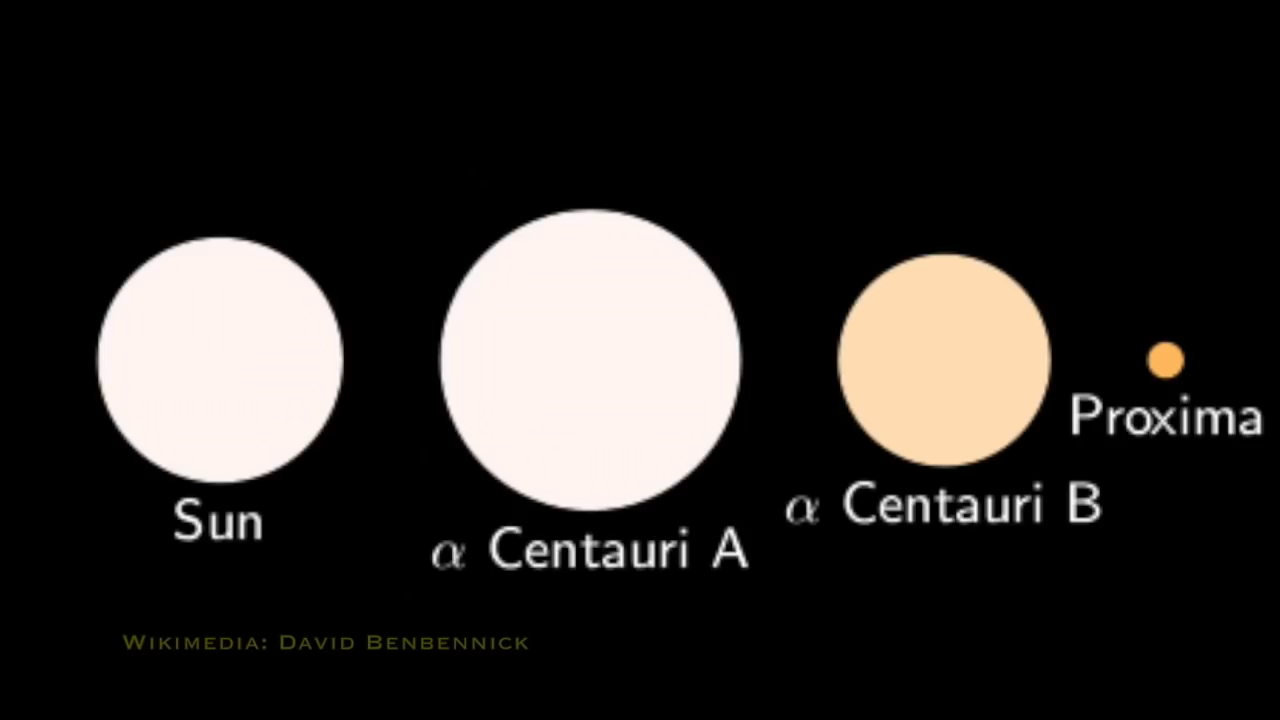 Sun
α Centauri A
α Centauri B
Proxima
Wikimedia: David Benbennick